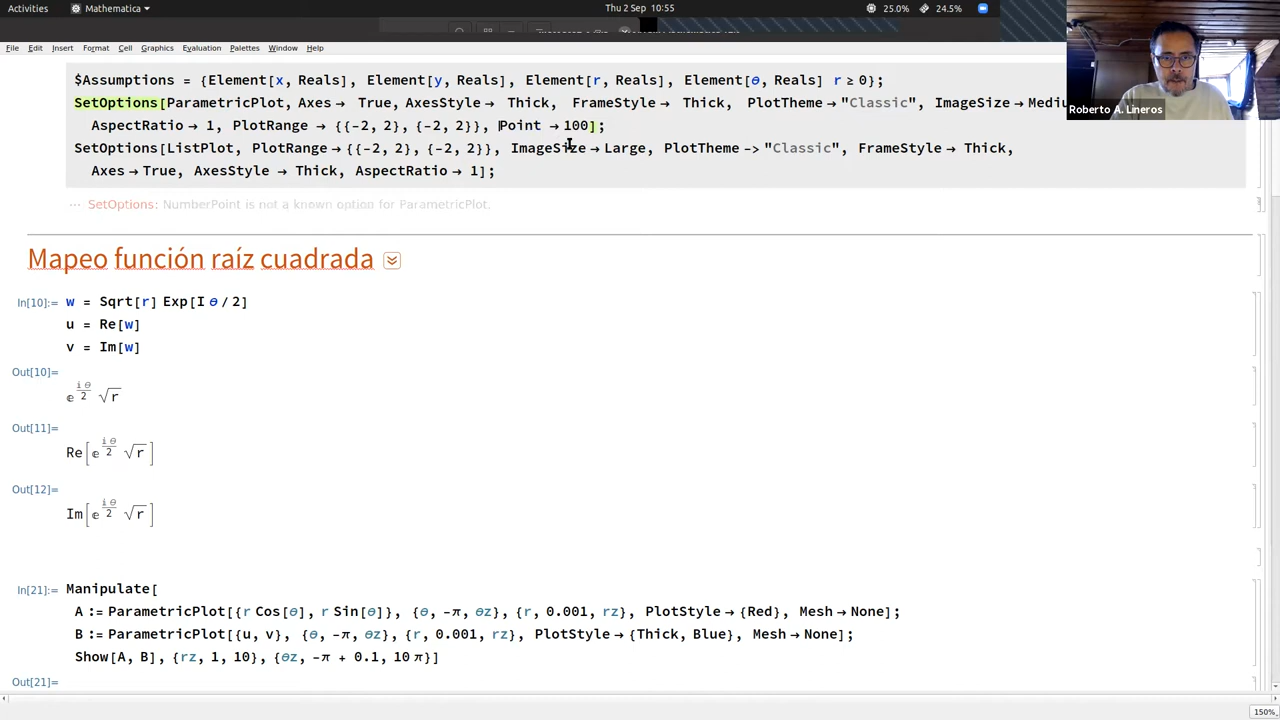 Activities Mathematica Thu 2 Sep 10:55 25.0% 24.5%
File Edit Insert Format Cell Graphics Evaluation Palettes Window Help
$Assumptions = {Element[x, Reals], Element[y, Reals], Element[r, Reals], Element[θ, Reals] r ≥ 0};
SetOptions[ParametricPlot, Axes → True, AxesStyle → Thick, FrameStyle → Thick, PlotTheme → "Classic", ImageSize → Medium
AspectRatio → 1, PlotRange → {{-2, 2}, {-2, 2}}, Point → 100];
SetOptions[ListPlot, PlotRange → {{-2, 2}, {-2, 2}}, ImageSize → Large, PlotTheme -> "Classic", FrameStyle → Thick,
Axes → True, AxesStyle → Thick, AspectRatio → 1];
Roberto A. Lineros
··· SetOptions: NumberPoint is not a known option for ParametricPlot.
Mapeo función raíz cuadrada
In[10]:= w = Sqrt[r] Exp[I θ / 2]
u = Re[w]
v = Im[w]
Out[10]=
ⅇ^(ⅈ θ/2) √r
Out[11]=
Re[ⅇ^(ⅈ θ/2) √r]
Out[12]=
Im[ⅇ^(ⅈ θ/2) √r]
In[21]:= Manipulate[
A := ParametricPlot[{r Cos[θ], r Sin[θ]}, {θ, -π, θz}, {r, 0.001, rz}, PlotStyle → {Red}, Mesh → None];
B := ParametricPlot[{u, v}, {θ, -π, θz}, {r, 0.001, rz}, PlotStyle → {Thick, Blue}, Mesh → None];
Show[A, B], {rz, 1, 10}, {θz, -π + 0.1, 10 π}]
Out[21]=
150%